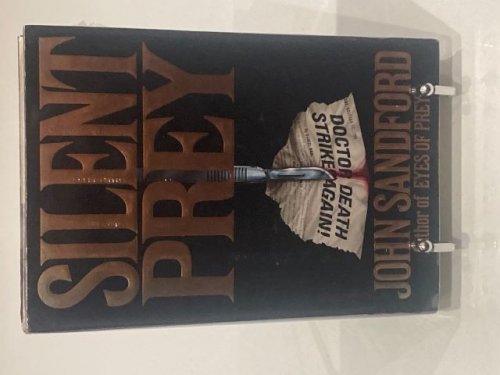 SILENT
PREY
DOCTOR DEATH
STRIKES AGAIN!!
JOHN SANDFORD
Author of EYES OF PREY